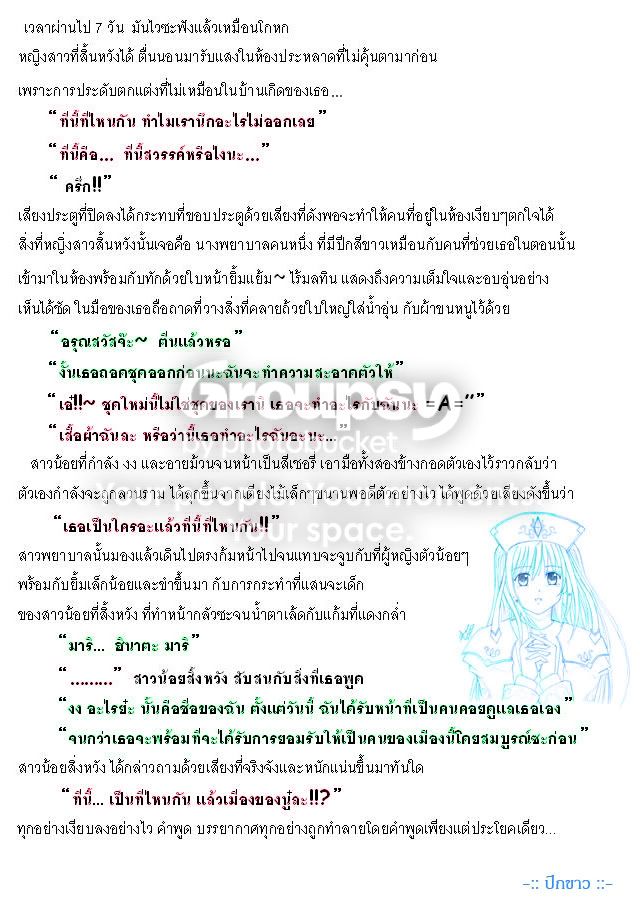 เวลาผ่านไป 7 วัน มันไวซะฟังแล้วเหมือนโกหก
หญิงสาวที่สิ้นหวังได้ ตื่นนอนมารับแสงในห้องประหลาดที่ไม่คุ้นตามาก่อน
เพราะการประดับตกแต่งที่ไม่เหมือนในบ้านเกิดของเธอ...
“ ที่นี้ที่ไหนกัน ทำไมเรานึกอะไรไม่ออกเลย ”
“ ที่นี้คือ... ที่นี้สวรรค์หรือไงนะ... ”
“ ครึ่ก!! ”
เสียงประตูที่ปิดลงได้กระทบที่ขอบประตูด้วยเสียงที่ดังพอจะทำให้คนที่อยู่ในห้องเงียบๆตกใจได้
สิ่งที่หญิ่งสาวสิ้นหวังนั้นเจอคือ นางพยาบาลคนหนึ่ง ที่มีปีกสีขาวเหมือนกับคนที่ช่วยเธอในตอนนั้น
เข้ามาในห้องพร้อมกับทักด้วยใบหน้ายิ้มแย้ม~ ไร้มลทิน แสดงถึงความเต็มใจและอบอุ่นอย่าง
เห็นได้ชัด ในมือของเธอถือถาดที่วางสิ่งที่คลายถ้วยใบใหญ่ใส่น้ำอุ่น กับผ้าขนหนูไว้ด้วย
“ อรุณสวัสจ๊ะ~ ตื่นแล้วหรอ ”
“ งั้นเธอถอดชุดออกก่อนนะฉันจะทำความสะอาดตัวให้ ”
“ เอ๋!!~ ชุดใหม่นี้ไม่ใช่ชุดของเรานิ เธอจะทำอะไรกับฉันนะ =A=" ”
“ เสื้อผ้าฉันละ หรือว่านี้เธอทำอะไรฉันอะนะ... ”
สาวน้อยที่กำลัง งง และอายม้วนจนหน้าเป็นสีเชอรี่ เอามือทั้งสองข้างกอดตัวเองไว้ราวกลับว่า
ตัวเองกำลังจะถูกลวนราม ได้ลุกขึ้นจากเตียงไม้เล็กๆขนานพอดีตัวอย่างไว ได้พูดด้วยเสียงดังขึ้นว่า
“ เธอเป็นใครอะแล้วที่นี้ที่ไหนกัน!! ”
สาวพยาบาลนั้นมองแล้วเดินไปตรงก้มหน้าไปจนแทบจะจูบกับที่ผู้หญิงตัวน้อยๆ
พร้อมกับยิ้มเล็กน้อยและขำขึ้นมา กับการกระทำที่แสนจะเด็ก
ของสาวน้อยที่ลิ้งหวัง ที่ทำหน้ากลัวซะจนน้ำตาเล้ดกับแก้มที่แดงกล่ำ
“ มาริ... ฮินาตะ มาริ ”
“ ......... ” สาวน้อยสิ้งหวัง สับสนกับสิ่งที่เธอพูด
“ งง อะไรย่ะ นั้นคือชื่อของฉัน ตั้งแต่วันนี้ ฉันได้รับหน้าที่เป็นคนคอยดูแลเธอเอง ”
“ จนกว่าเธอจะพร้อมที่จะได้รับการยอมรับให้เป็นคนของเมืองนี้โดยสมบูรณ์ซะก่อน ”
สาวน้อยสิ่งหวัง ได้กล่าวถามด้วยเสียงที่จริงจังและหนักแน่นขึ้นมาทันใด
“ ที่นี้... เป็นที่ไหนกัน แล้วเมืองของนู๋ละ!!? ”
ทุกอย่างเงียบลงอย่างไว คำพูด บรรยากาศทุกอย่างถูกทำลายโดยคำพูดเพียงแต่ประโยคเดียว...
-:: ปีกขาว ::-
Groupsy
by photobucket
Your people. Your moments.
Your space.